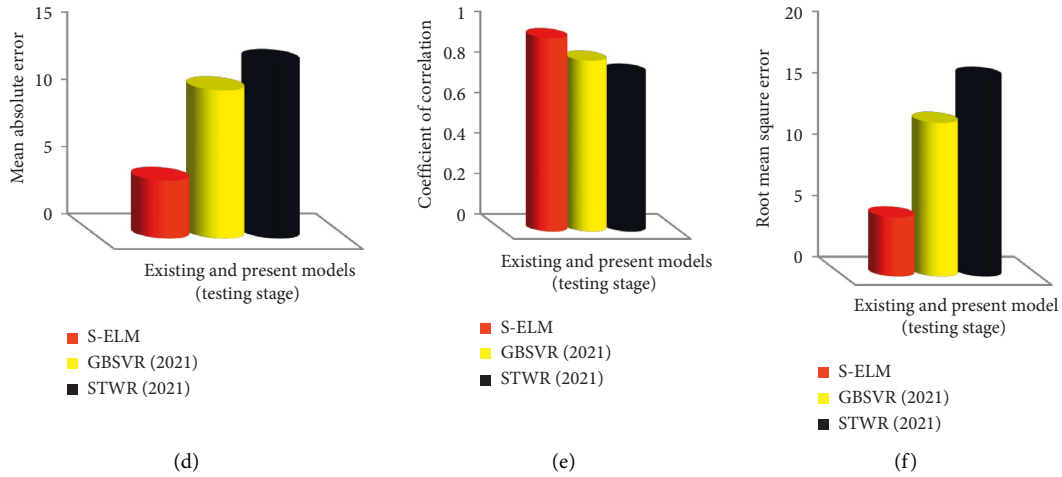 15
10
5
0
Mean absolute error
Existing and present models
(testing stage)
S-ELM
GBSVR (2021)
STWR (2021)
(d)
1
0.8
0.6
0.4
0.2
0
Coefficient of correlation
Existing and present models
(testing stage)
S-ELM
GBSVR (2021)
STWR (2021)
(e)
20
15
10
5
0
Root mean sqaure error
Existing and present model
(testing stage)
S-ELM
GBSVR (2021)
STWR (2021)
(f)